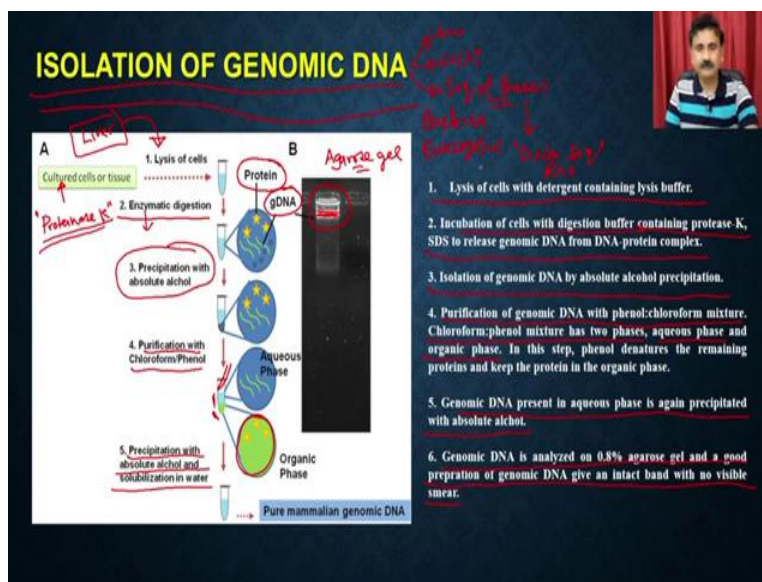 ISOLATION OF GENOMIC DNA
Liver
A
1. Lysis of cells
Cultured cells or tissue
"Proteinase K"
2. Enzymatic digestion
3. Precipitation with
absolute alchol
4. Purification with
Chloroform/Phenol
5. Precipitation with
absolute alchol and
solubilization in water
Pure mammalian genomic DNA
Protein
gDNA
Aqueous
Phase
Organic
Phase
B
Agarose gel
1. Lysis of cells with detergent containing lysis buffer.
2. Incubation of cells with digestion buffer containing protease-K,
SDS to release genomic DNA from DNA-protein complex.
3. Isolation of genomic DNA by absolute alcohol precipitation.
4. Purification of genomic DNA with phenol:chloroform mixture.
Chloroform:phenol mixture has two phases, aqueous phase and
organic phase. In this step, phenol denatures the remaining
proteins and keep the protein in the organic phase.
5. Genomic DNA present in aqueous phase is again precipitated
with absolute alchol.
6. Genomic DNA is analyzed on 0.8% agarose gel and a good
prepration of genomic DNA give an intact band with no visible
smear.